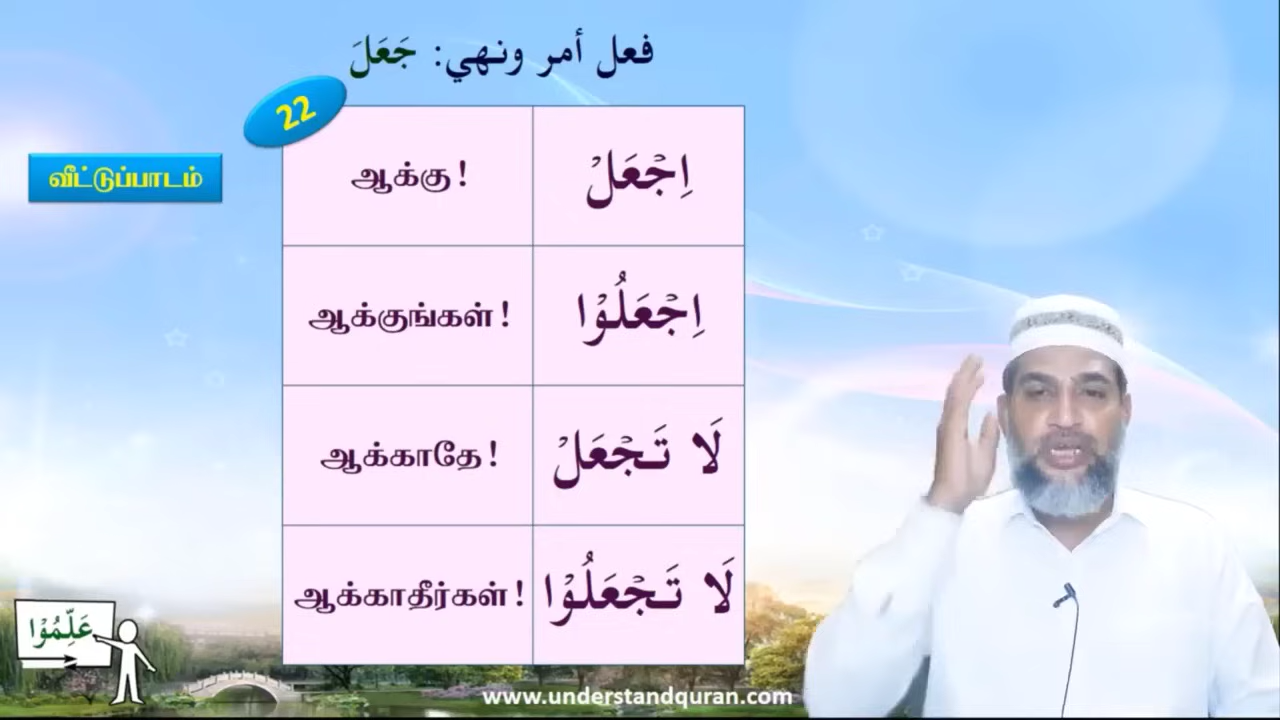 فعل أمر ونهي: جَعَلَ
22
வீட்டுப்பாடம்
ஆக்கு! اِجْعَلْ
ஆக்குங்கள்! اِجْعَلُوْا
ஆக்காதே! لَا تَجْعَلْ
ஆக்காதீர்கள்! لَا تَجْعَلُوْا
عَلِّمُوْا
www.understandquran.com